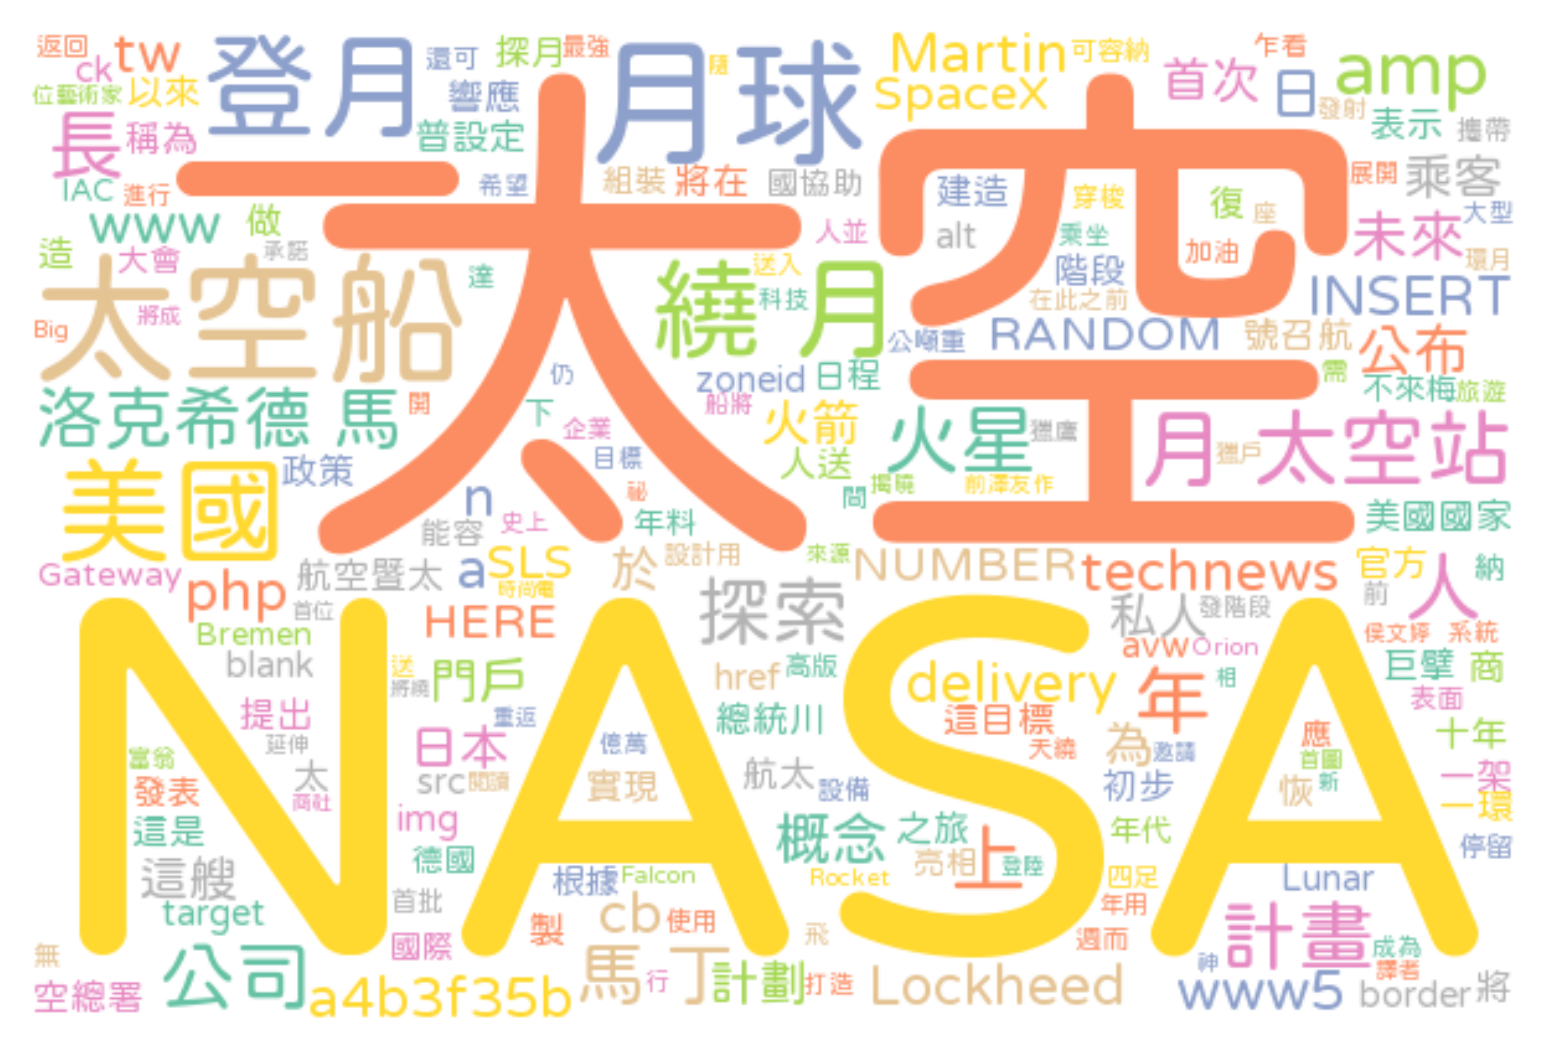 返回 tw 登月 還可 探月 最強 月球 隨 Martin 可容納 乍看 amp
ck 以來 響應 SpaceX 首次 日 發射
位藝術家 長 稱為 普設定 表示 攜帶
IAC 進行 一 希望 組裝 將在 國協助 建造 穿梭 復 座 展開 乘客
www 做 太空 人並 alt 乘坐 加油 未來 大型
造 大會 承諾 達 繞月 送入 階段 環月
太空船 將成 科技 在此之前 INSERT
Big 公噸重 RANDOM 號召航 公布
洛克希德 馬 開 仍 zoneid 日程 需 不來梅 旅遊
下 企業 船將 火箭 火星 獵鷹 月 太空站
美國 政策 目標 人送 獵戶
n 祕 問 揭曉 前澤友作
能容 史上 年料 美國國家
Gateway 航空暨太 a SLS 於 設計用 來源 NUMBER technews 官方 人 納
php 首位 時尚電 探索 私人 發階段 前
Bremen HERE avw Orion 侯文婷 系統
blank 送 門戶 href 高版 delivery 年 相 巨擘 商
將繞 NASA 表面
提出 延伸 日本 重返 億萬 總統川 這目標 天繞 為 邀請 應 十年
富翁 太 src 閱讀 實現 航太 設備 初步 恢 首圖 新 一架
發表 商社 img 一環
這是 德國 概念 之旅 上 年代 停留
這艘 根據 Falcon 亮相 登陸 Rocket 四足 Lunar
target 首批 cb 使用 年用 計畫
無 公司 國際 製 飛 週而 成為
空總署 a4b3f35b 馬丁 行 計劃 打造 Lockheed 神 www5 譯者 border 將